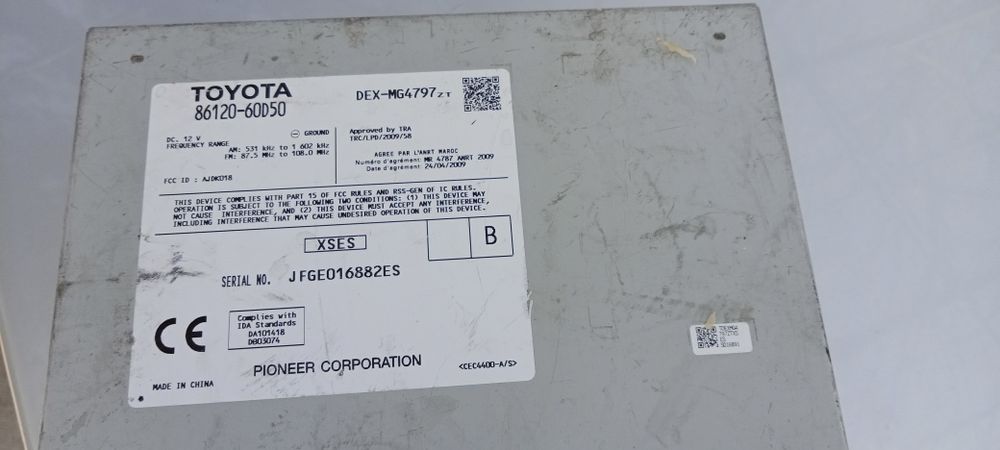 TOYOTA
86120-60D50
DEX-MG4797ZT
DC. 12 V
⊖ GROUND
FREQUENCY RANGE
AM: 531 kHz to 1 602 kHz
FM: 87.5 MHz to 108.0 MHz
FCC ID : AJDK018
Approved by TRA
TRC/LPD/2009/58
AGREE PAR L'ANRT MAROC
Numéro d'agrément: MR 4787 ANRT 2009
Date d'agrément: 24/04/2009
THIS DEVICE COMPLIES WITH PART 15 OF FCC RULES AND RSS-GEN OF IC RULES.
OPERATION IS SUBJECT TO THE FOLLOWING TWO CONDITIONS: (1) THIS DEVICE MAY
NOT CAUSE INTERFERENCE, AND (2) THIS DEVICE MUST ACCEPT ANY INTERFERENCE,
INCLUDING INTERFERENCE THAT MAY CAUSE UNDESIRED OPERATION OF THIS DEVICE.
XSES
B
SERIAL NO. JFGE016882ES
CE
Complies with
IDA Standards
DA101418
DB03074
PIONEER CORPORATION
<CEC4400-A/S>
MADE IN CHINA